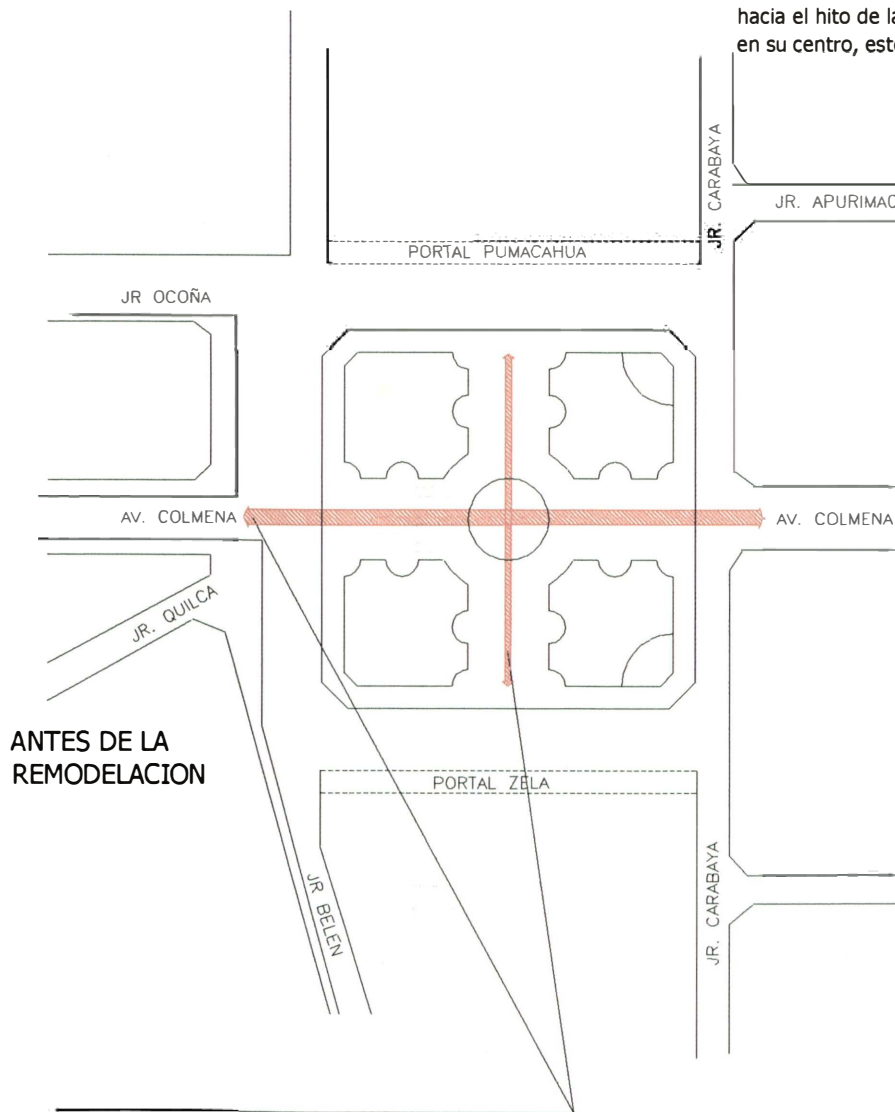 hacia el hito de la
en su centro, este
JR. CARABAYA
JR. APURIMAC
PORTAL PUMACAHUA
JR OCOÑA
AV. COLMENA
AV. COLMENA
JR. QUILCA
ANTES DE LA
REMODELACION
PORTAL ZELA
JR BELEN
JR. CARABAYA